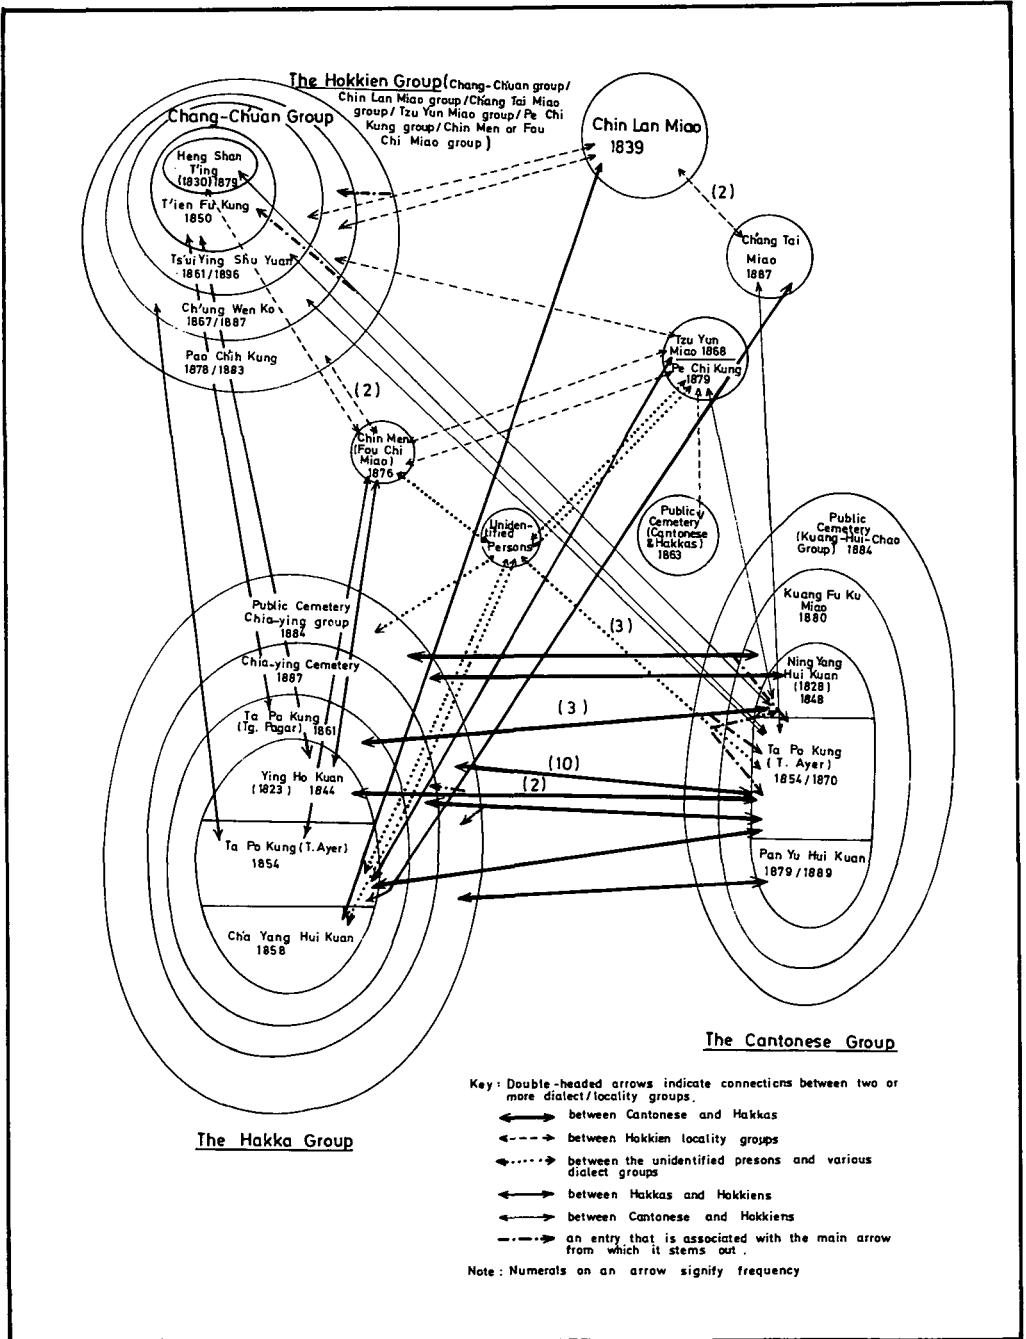 The Hokkien Group (Chang-Ch'uan group/
Chin Lan Miao group/Ch'ang Tai Miao
group/ Tzu Yun Miao group/ Pe Chi
Kung group/ Chin Men or Fou
Chi Miao group)
Chang-Ch'uan Group
Heng Shan
T'ing
(1830) 1879
T'ien Fu Kung
1850
Ts'ui Ying Shu Yuan
1861/1896
Ch'ung Wen Ko
1867/1887
Pao Chih Kung
1878/1883
Chin Lan Miao
1839
(2)
Ch'ang Tai
Miao
1887
Tzu Yun
Miao 1868
Pe Chi Kung
1879
(2)
Chin Men
(Fou Chi
Miao)
1876
Uniden-
tified
Persons
Public
Cemetery
(Cantonese
& Hakkas)
1863
Public
Cemetery
(Kuang-Hui-Chao
Group) 1884
Kuang Fu Ku
Miao
1880
Ning Yang
Hui Kuan
(1828)
1848
Ta Po Kung
(T. Ayer)
1854/1870
Pan Yu Hui Kuan
1879/1889
(3)
(3)
(10)
(2)
Public Cemetery
Chia-ying group
1884
Chia-ying Cemetery
1887
Ta Po Kung
(Tg. Pagar) 1861
Ying Ho Kuan
(1823) 1844
Ta Po Kung (T. Ayer)
1854
Ch'a Yang Hui Kuan
1858
The Cantonese Group
The Hakka Group
Key : Double-headed arrows indicate connections between two or
more dialect/locality groups.
between Cantonese and Hakkas
between Hokkien locality groups
between the unidentified presons and various
dialect groups
between Hakkas and Hokkiens
between Cantonese and Hokkiens
an entry that is associated with the main arrow
from which it stems out .
Note : Numerals on an arrow signify frequency